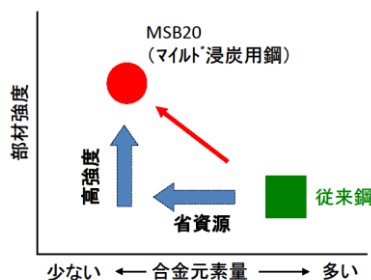 MSB20
（マイルド浸炭用鋼）
部材強度
高強度
省資源
従来鋼
少ない ← 合金元素量 → 多い